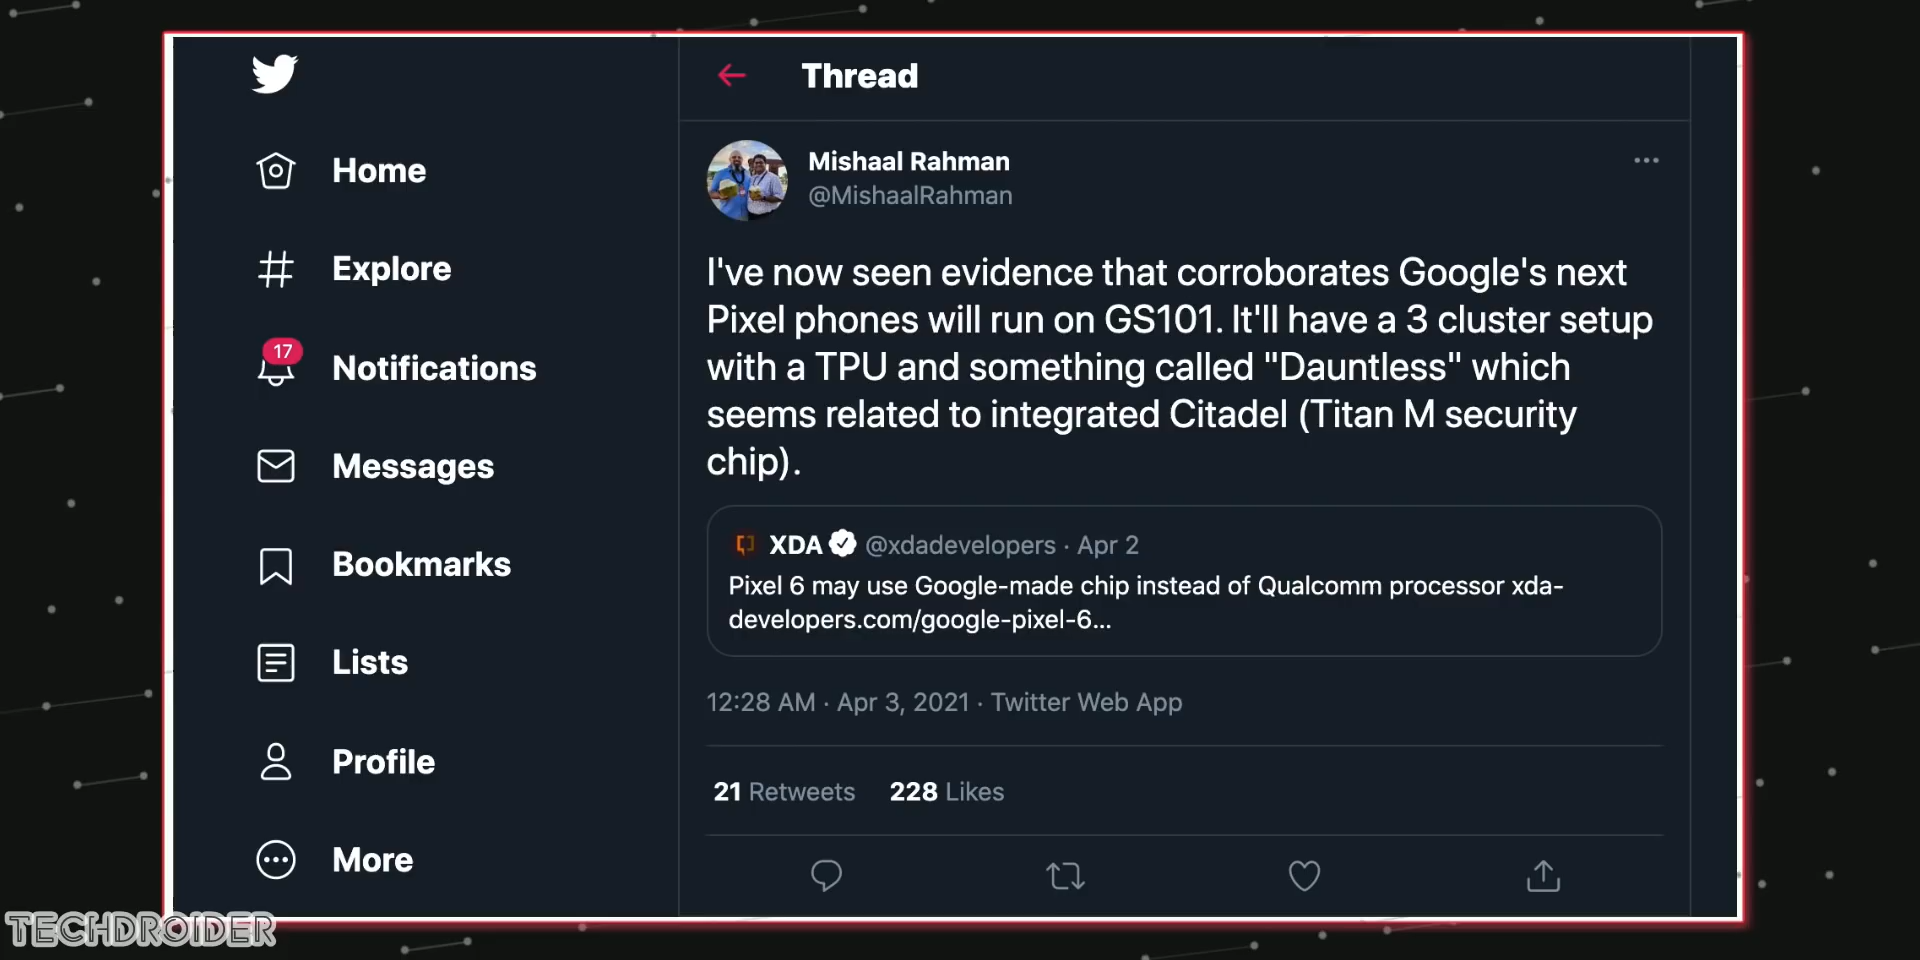 Home
Explore
17
Notifications
Messages
Bookmarks
Lists
Profile
More
Thread
Mishaal Rahman
@MishaalRahman
I've now seen evidence that corroborates Google's next
Pixel phones will run on GS101. It'll have a 3 cluster setup
with a TPU and something called "Dauntless" which
seems related to integrated Citadel (Titan M security
chip).
XDA @xdadevelopers · Apr 2
Pixel 6 may use Google-made chip instead of Qualcomm processor xda-
developers.com/google-pixel-6...
12:28 AM · Apr 3, 2021 · Twitter Web App
21 Retweets 228 Likes
TECHDROIDER